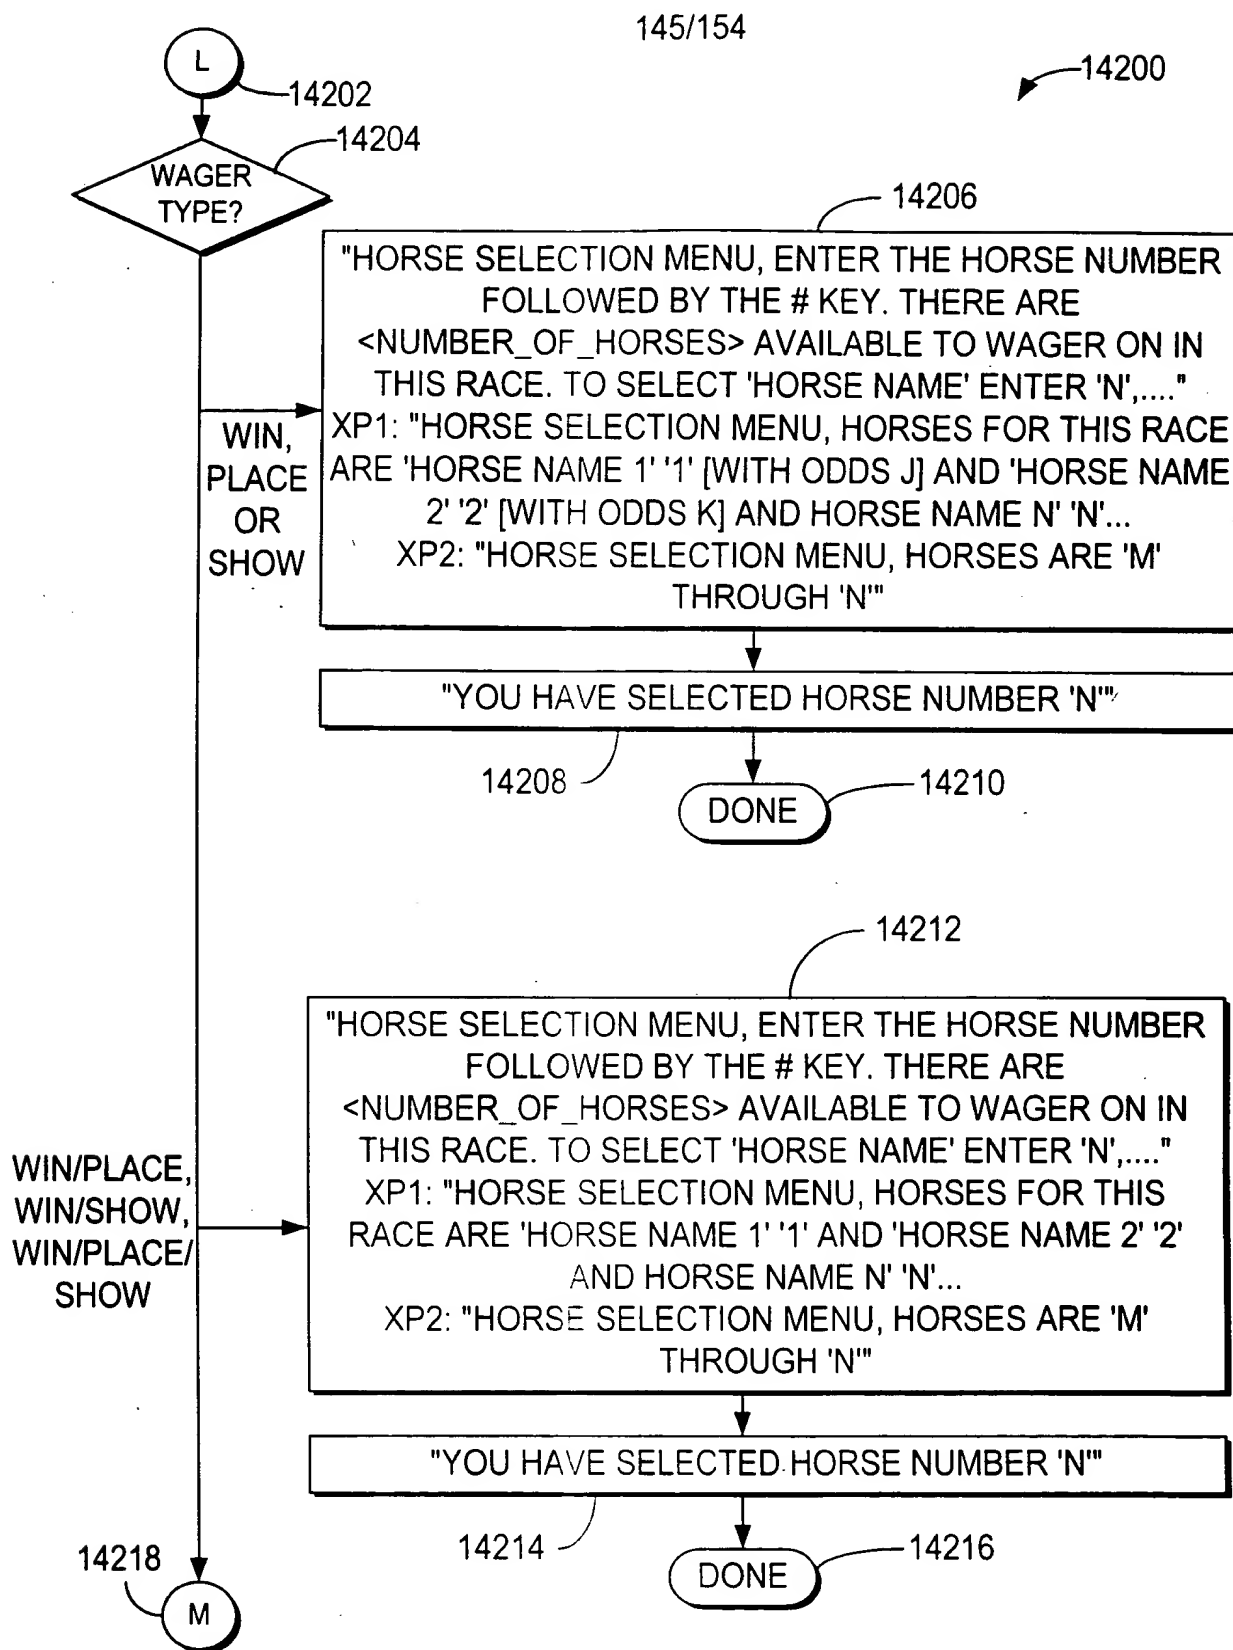 145/154
L
14202
14200
14204
WAGER
TYPE?
14206
"HORSE SELECTION MENU, ENTER THE HORSE NUMBER
FOLLOWED BY THE # KEY. THERE ARE
<NUMBER_OF_HORSES> AVAILABLE TO WAGER ON IN
THIS RACE. TO SELECT 'HORSE NAME' ENTER 'N',...."
XP1: "HORSE SELECTION MENU, HORSES FOR THIS RACE
ARE 'HORSE NAME 1' '1' [WITH ODDS J] AND 'HORSE NAME
2' '2' [WITH ODDS K] AND HORSE NAME N' 'N'...
XP2: "HORSE SELECTION MENU, HORSES ARE 'M'
THROUGH 'N'"
WIN,
PLACE
OR
SHOW
"YOU HAVE SELECTED HORSE NUMBER 'N'"
14208
DONE
14210
14212
"HORSE SELECTION MENU, ENTER THE HORSE NUMBER
FOLLOWED BY THE # KEY. THERE ARE
<NUMBER_OF_HORSES> AVAILABLE TO WAGER ON IN
THIS RACE. TO SELECT 'HORSE NAME' ENTER 'N',...."
XP1: "HORSE SELECTION MENU, HORSES FOR THIS
RACE ARE 'HORSE NAME 1' '1' AND 'HORSE NAME 2' '2'
AND HORSE NAME N' 'N'...
XP2: "HORSE SELECTION MENU, HORSES ARE 'M'
THROUGH 'N'"
WIN/PLACE,
WIN/SHOW,
WIN/PLACE/
SHOW
"YOU HAVE SELECTED HORSE NUMBER 'N'"
14214
DONE
14216
14218
M